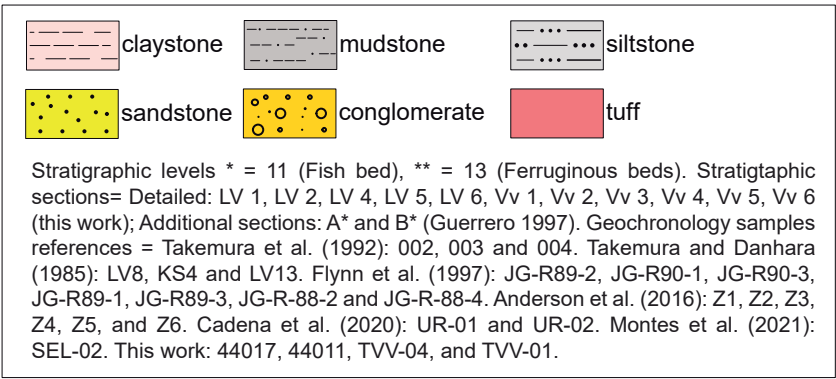 claystone mudstone siltstone
sandstone conglomerate tuff
Stratigraphic levels * = 11 (Fish bed), ** = 13 (Ferruginous beds). Stratigtaphic
sections= Detailed: LV 1, LV 2, LV 4, LV 5, LV 6, Vv 1, Vv 2, Vv 3, Vv 4, Vv 5, Vv 6
(this work); Additional sections: A* and B* (Guerrero 1997). Geochronology samples
references = Takemura et al. (1992): 002, 003 and 004. Takemura and Danhara
(1985): LV8, KS4 and LV13. Flynn et al. (1997): JG-R89-2, JG-R90-1, JG-R90-3,
JG-R89-1, JG-R89-3, JG-R-88-2 and JG-R-88-4. Anderson et al. (2016): Z1, Z2, Z3,
Z4, Z5, and Z6. Cadena et al. (2020): UR-01 and UR-02. Montes et al. (2021):
SEL-02. This work: 44017, 44011, TVV-04, and TVV-01.